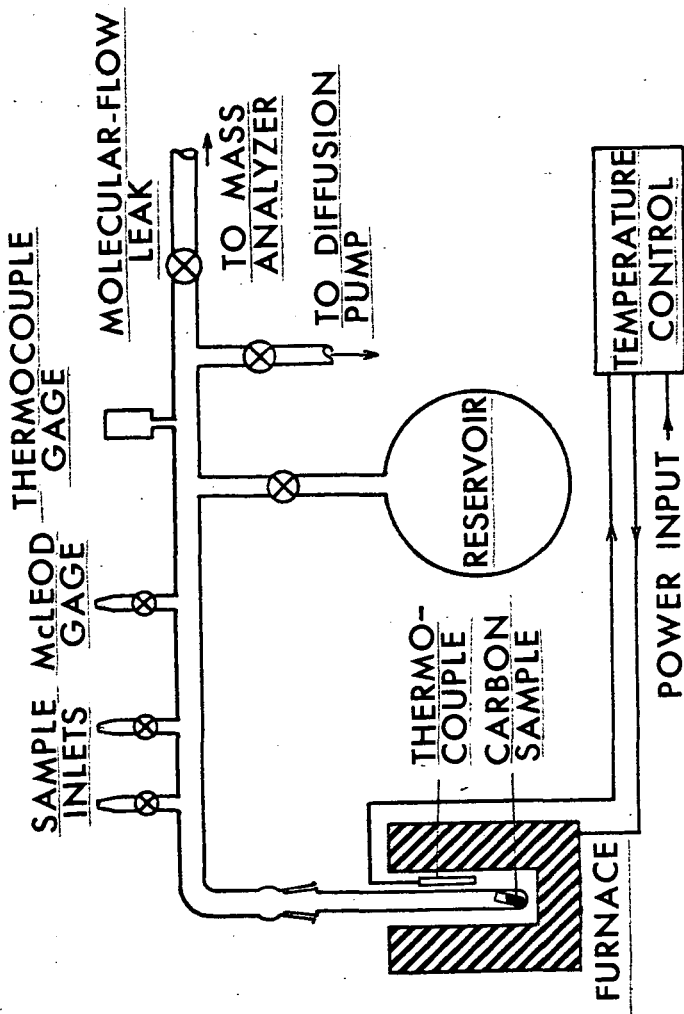 SAMPLE
INLETS
McLEOD
GAGE
THERMOCOUPLE
GAGE
MOLECULAR-FLOW
LEAK
TO MASS
ANALYZER
TO DIFFUSION
PUMP
RESERVOIR
THERMO-
COUPLE
CARBON
SAMPLE
FURNACE
POWER INPUT
TEMPERATURE
CONTROL